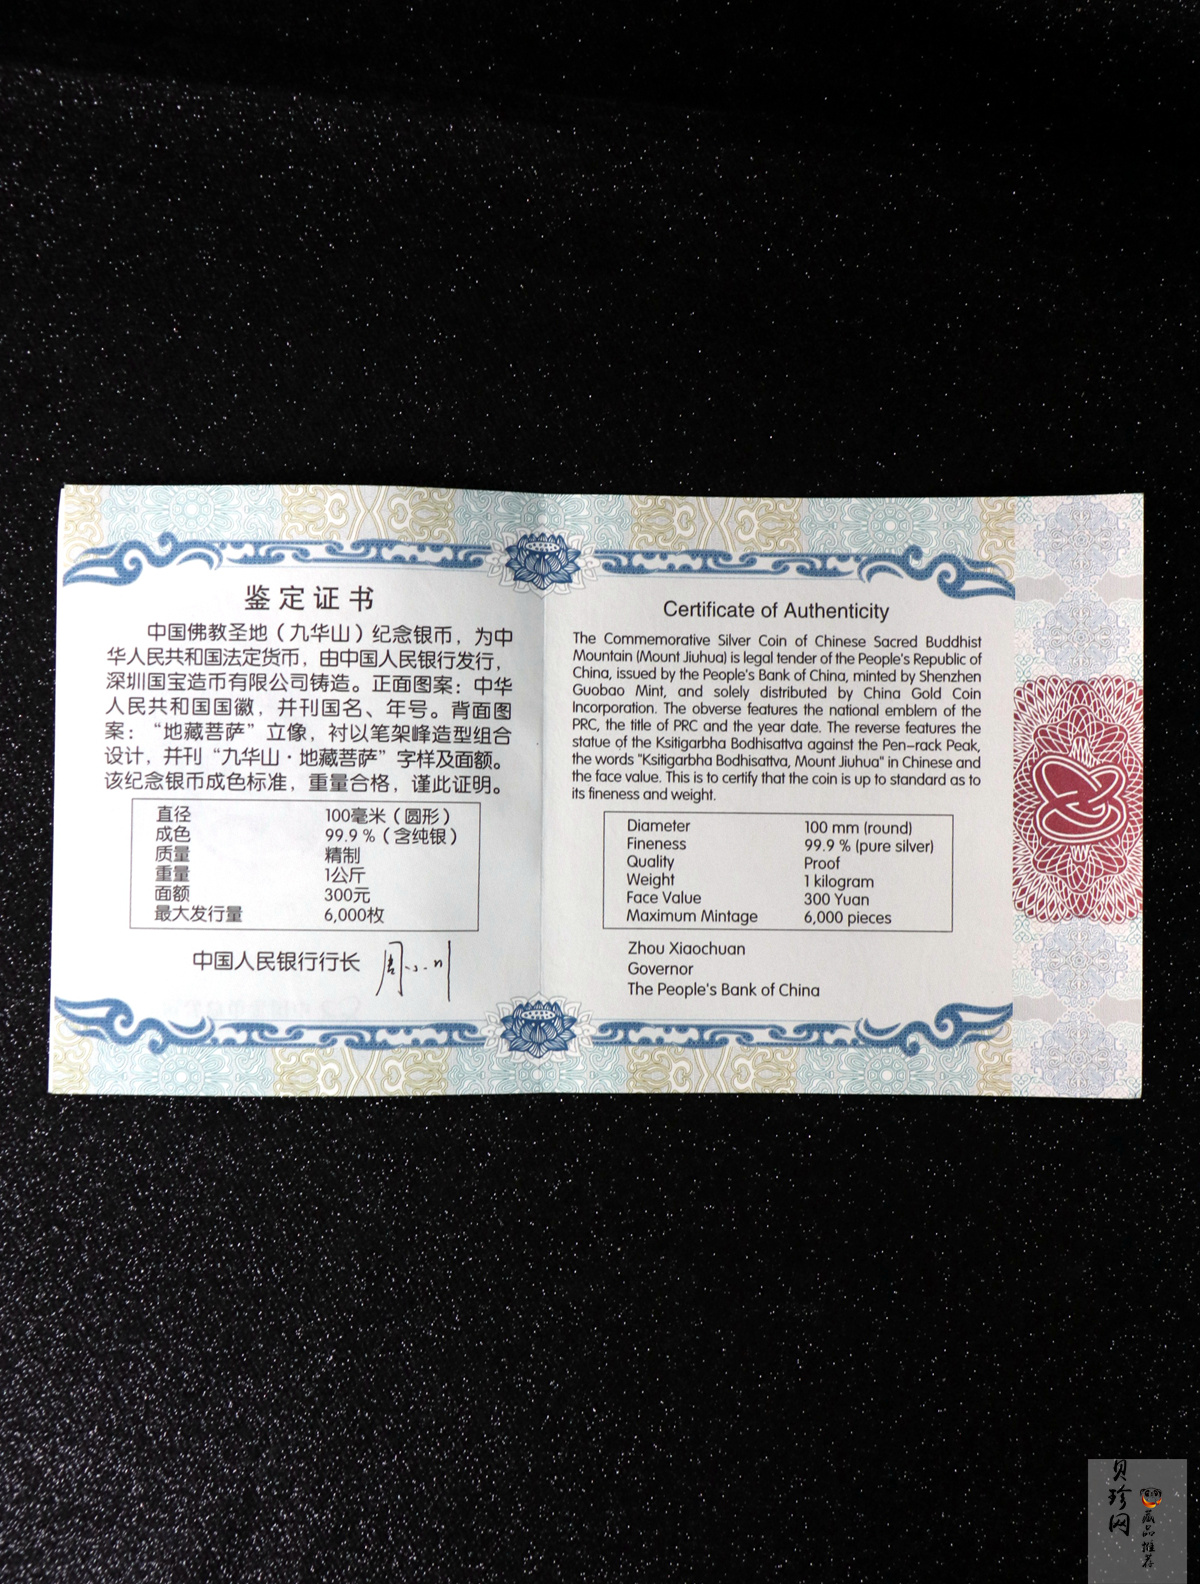 鉴定证书
中国佛教圣地（九华山）纪念银币，为中
华人民共和国法定货币，由中国人民银行发行，
深圳国宝造币有限公司铸造。正面图案：中华
人民共和国国徽，并刊国名、年号。背面图
案：“地藏菩萨”立像，衬以笔架峰造型组合
设计，并刊“九华山·地藏菩萨”字样及面额。
该纪念银币成色标准，重量合格，谨此证明。
直径 100毫米（圆形）
成色 99.9 %（含纯银）
质量 精制
重量 1公斤
面额 300元
最大发行量 6,000枚
中国人民银行行长 周小川
Certificate of Authenticity
The Commemorative Silver Coin of Chinese Sacred Buddhist
Mountain (Mount Jiuhua) is legal tender of the People's Republic of
China, issued by the People's Bank of China, minted by Shenzhen
Guobao Mint, and solely distributed by China Gold Coin
Incorporation. The obverse features the national emblem of the
PRC, the title of PRC and the year date. The reverse features the
statue of the Ksitigarbha Bodhisattva against the Pen-rack Peak,
the words "Ksitigarbha Bodhisattva, Mount Jiuhua" in Chinese and
the face value. This is to certify that the coin is up to standard as to
its fineness and weight.
Diameter 100 mm (round)
Fineness 99.9 % (pure silver)
Quality Proof
Weight 1 kilogram
Face Value 300 Yuan
Maximum Mintage 6,000 pieces
Zhou Xiaochuan
Governor
The People's Bank of China
贝珍网
藏品推荐